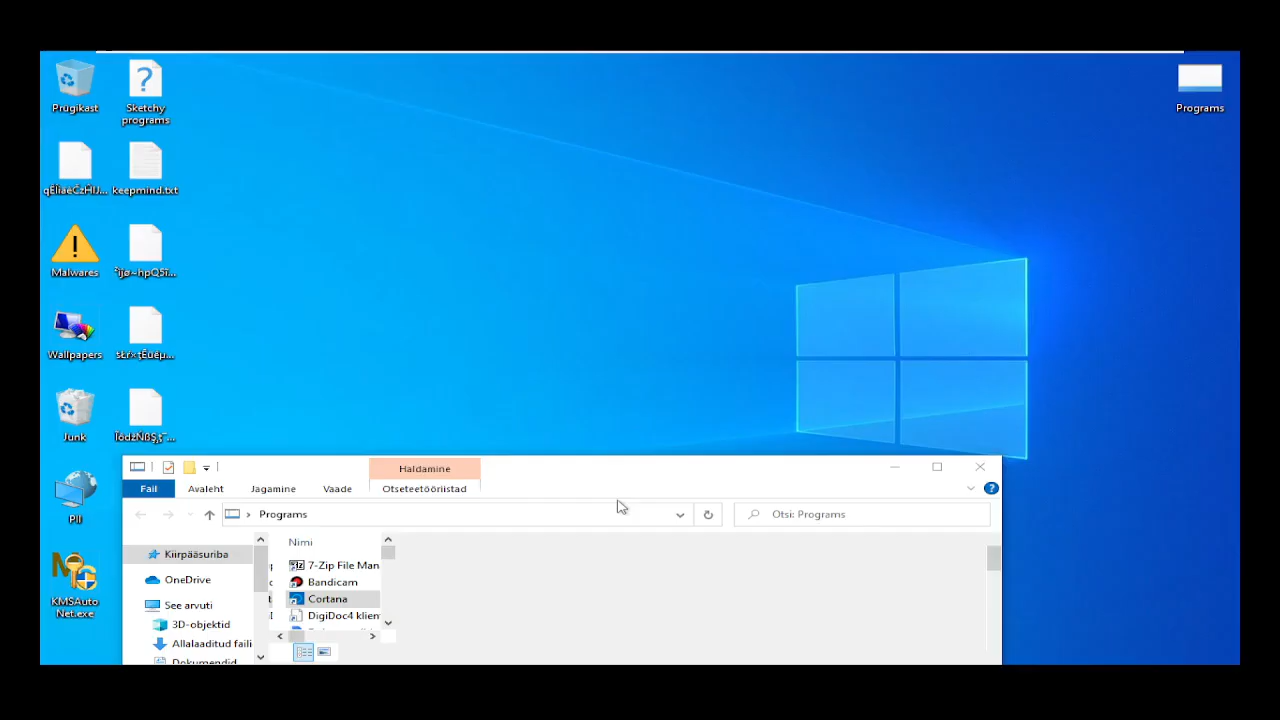 Prügikast
Sketchy
programs
Programs
keepmind.txt
Malwares
Wallpapers
Junk
Pil
KMSAuto
Net.exe
Haldamine
Fail
Avaleht
Jagamine
Vaade
Otseteetööriistad
Programs
Otsi: Programs
Kiirpääsuriba
OneDrive
See arvuti
3D-objektid
Allalaaditud faili
Dokumendid
Nimi
7-Zip File Man
Bandicam
Cortana
DigiDoc4 klien